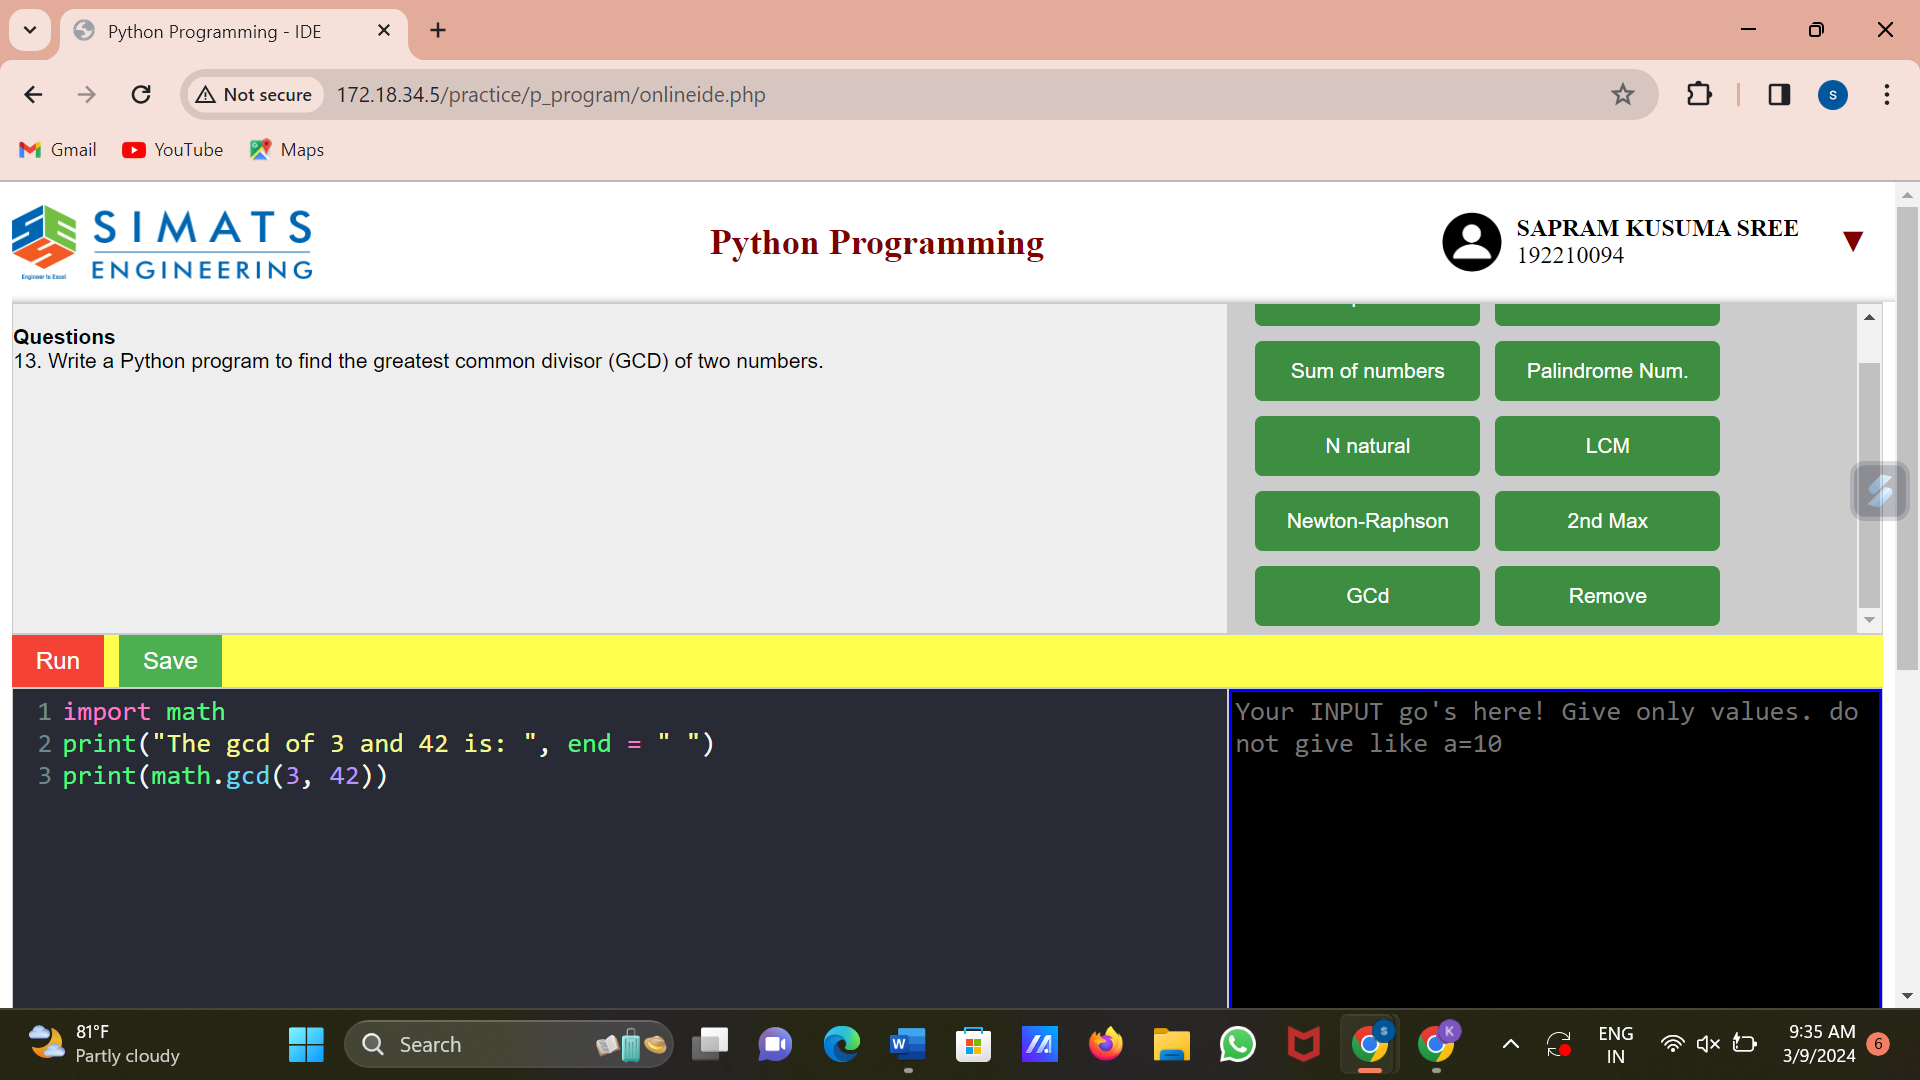 Python Programming - IDE
Not secure
172.18.34.5/practice/p_program/onlineide.php
S
Gmail
YouTube
Maps
SIMATS
ENGINEERING
Engineer to Excel
Python Programming
SAPRAM KUSUMA SREE
192210094
Questions
13. Write a Python program to find the greatest common divisor (GCD) of two numbers.
Sum of numbers
Palindrome Num.
N natural
LCM
Newton-Raphson
2nd Max
GCd
Remove
Run
Save
1 import math
2 print("The gcd of 3 and 42 is: ", end = " ")
3 print(math.gcd(3, 42))
Your INPUT go's here! Give only values. do
not give like a=10
81°F
Partly cloudy
Search
W
S
K
ENG
IN
9:35 AM
3/9/2024
6